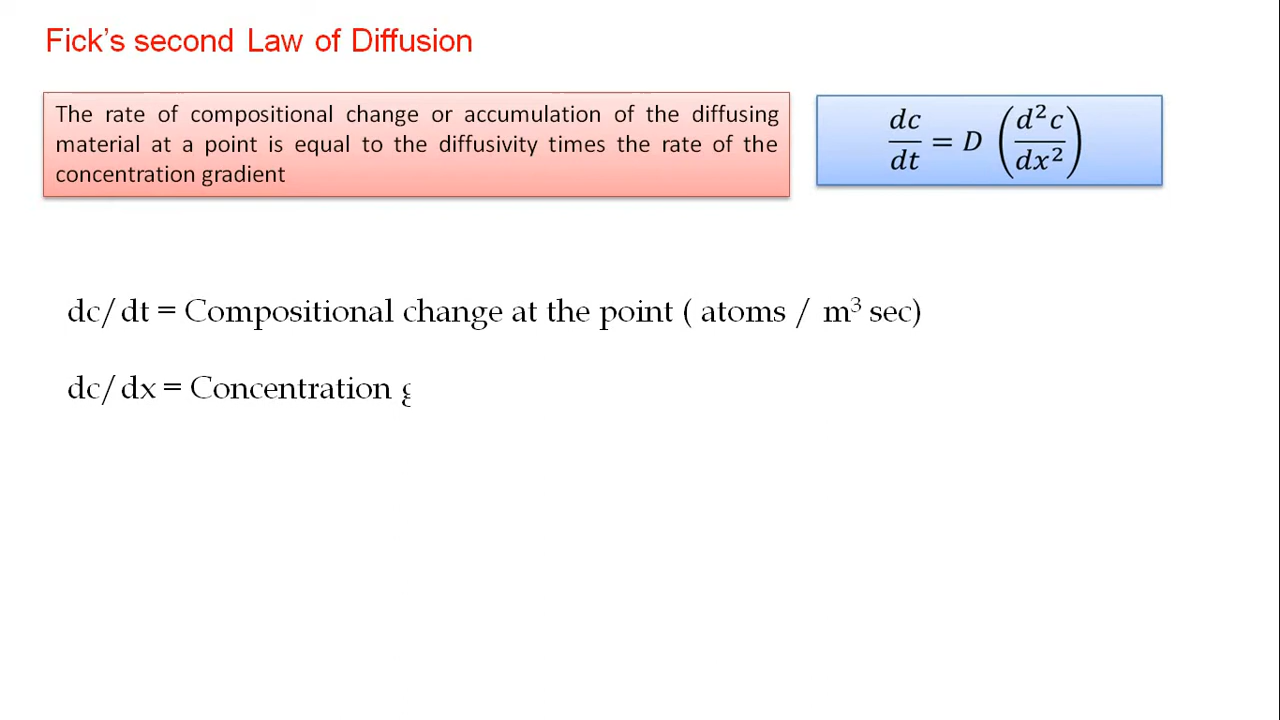 Fick's second Law of Diffusion
The rate of compositional change or accumulation of the diffusing
material at a point is equal to the diffusivity times the rate of the
concentration gradient
dc/dt = D (d²c/dx²)
dc/dt = Compositional change at the point ( atoms / m³ sec)
dc/dx = Concentration